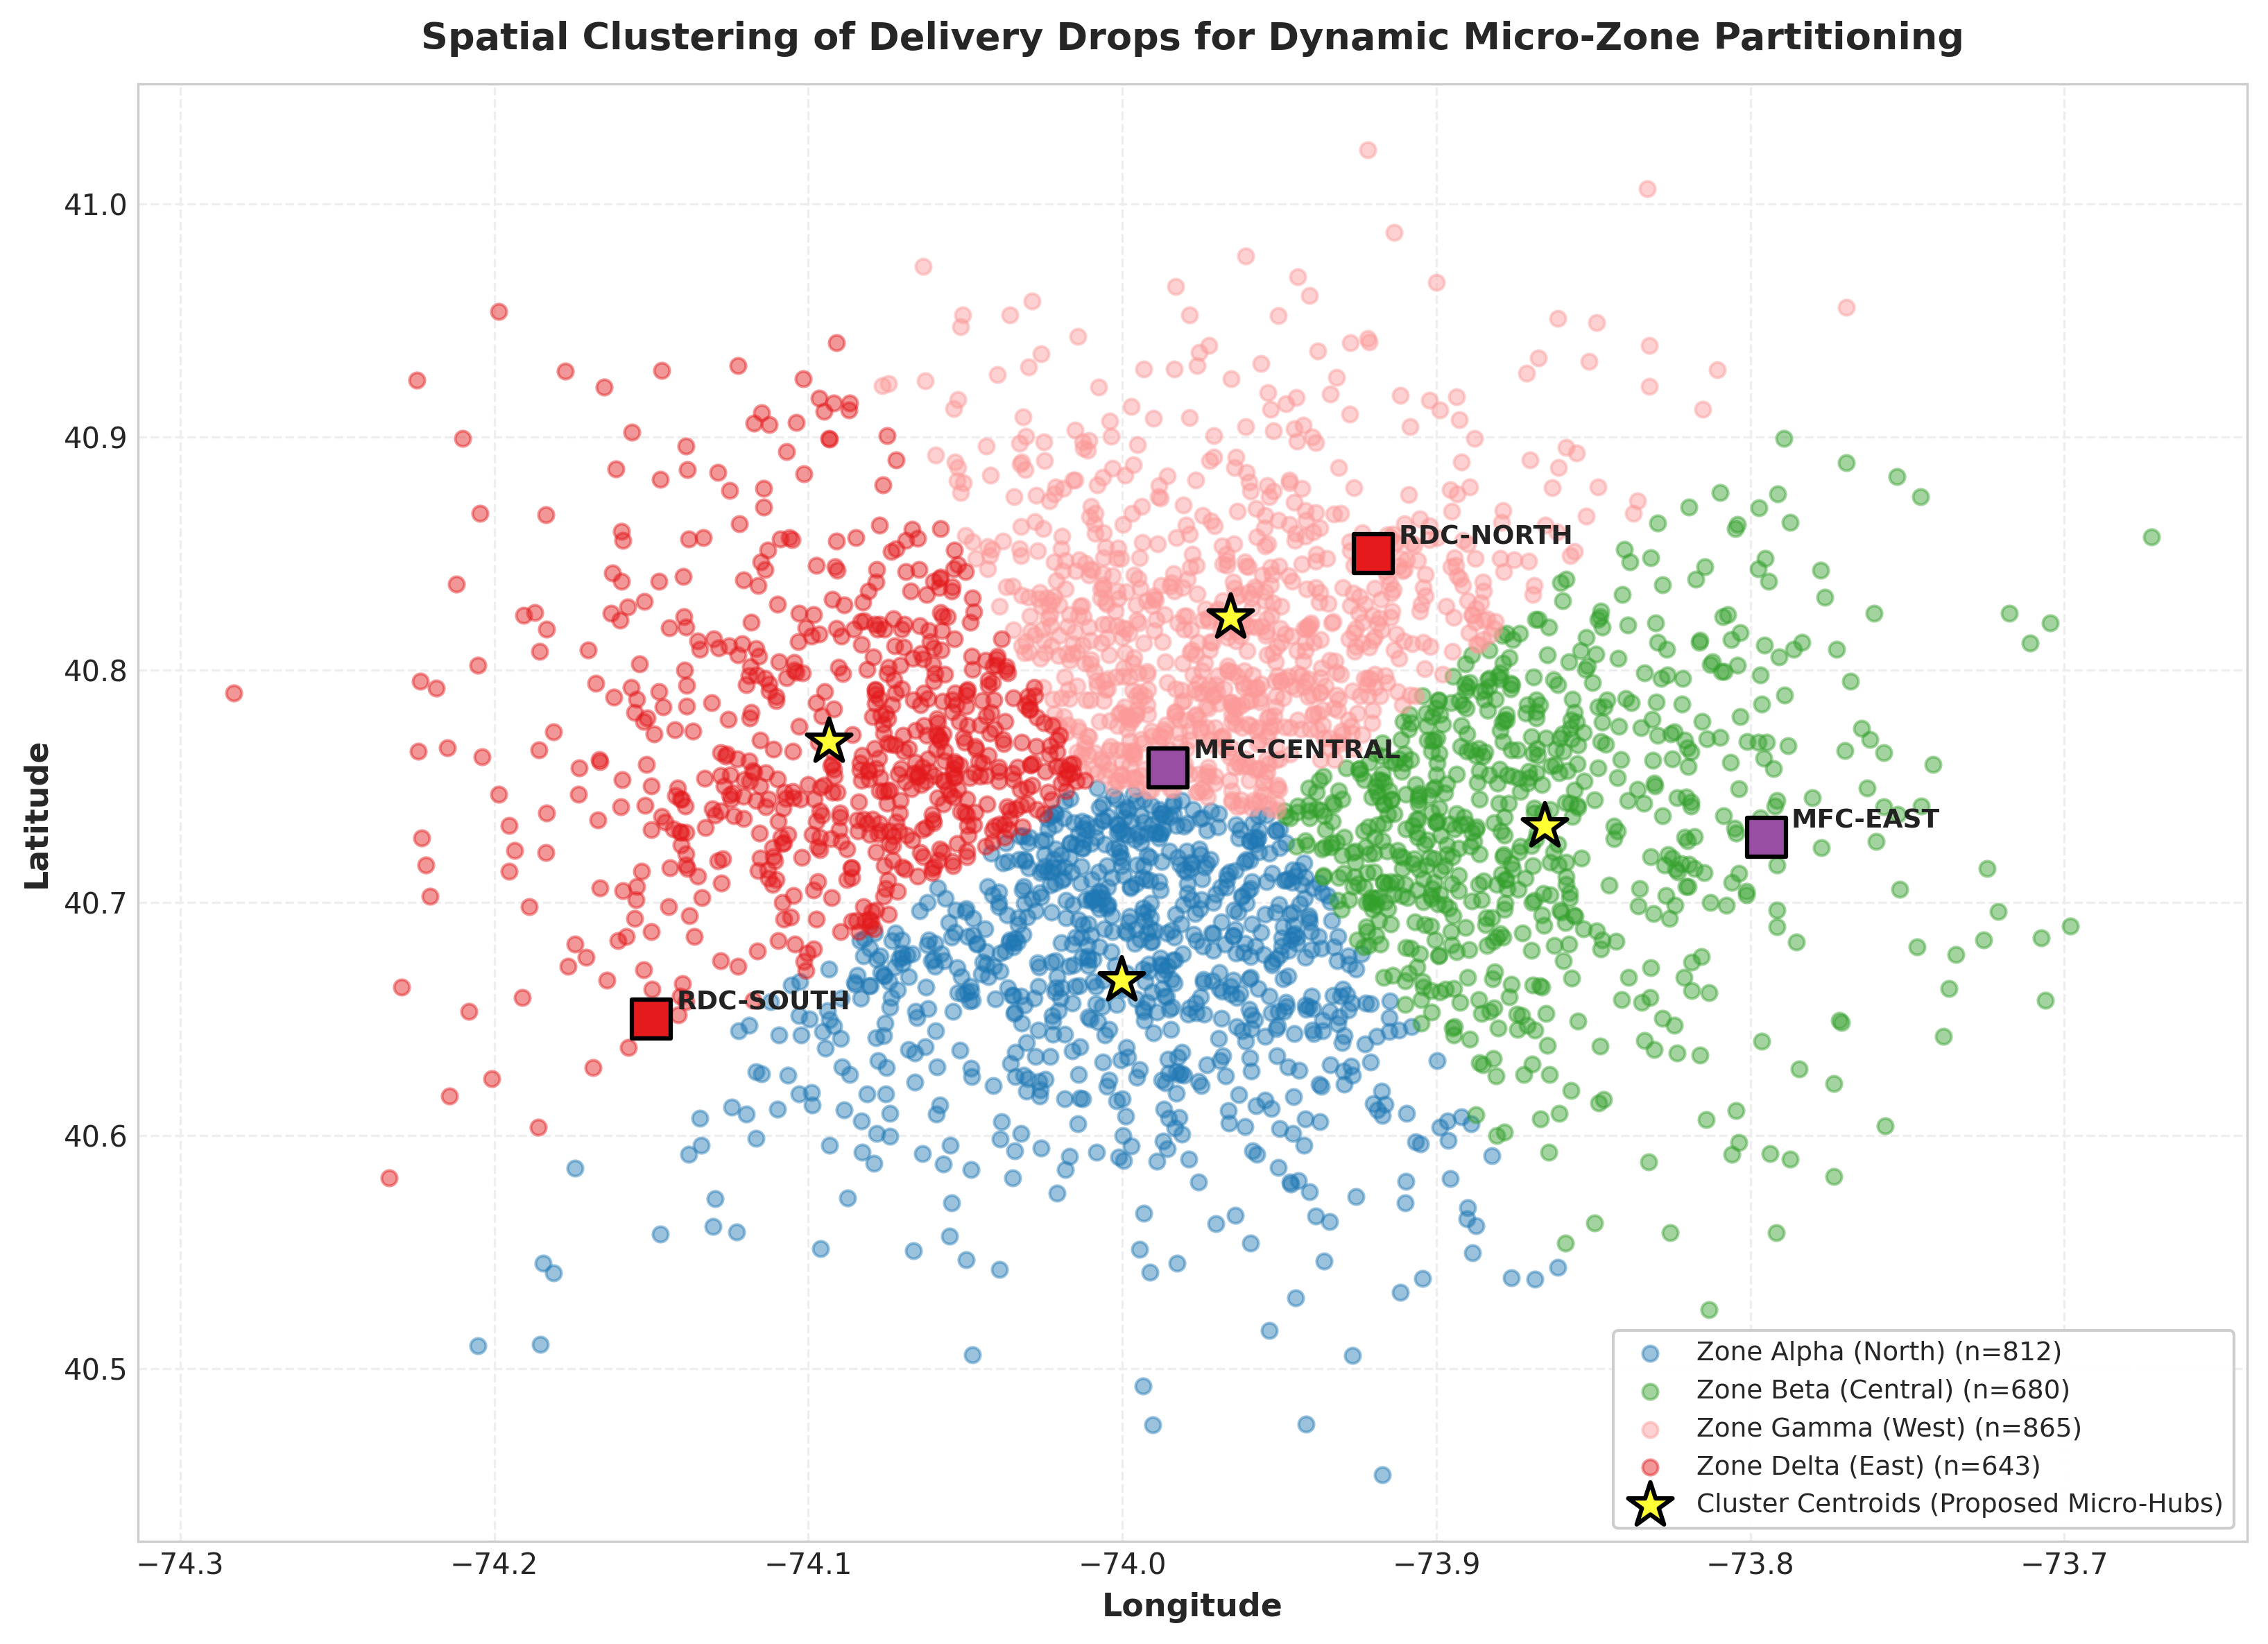 Spatial Clustering of Delivery Drops for Dynamic Micro-Zone Partitioning
Latitude
41.0
40.9
40.8
40.7
40.6
40.5
RDC-NORTH
MFC-CENTRAL
MFC-EAST
RDC-SOUTH
Zone Alpha (North) (n=812)
Zone Beta (Central) (n=680)
Zone Gamma (West) (n=865)
Zone Delta (East) (n=643)
Cluster Centroids (Proposed Micro-Hubs)
−74.3 −74.2 −74.1 −74.0 −73.9 −73.8 −73.7
Longitude